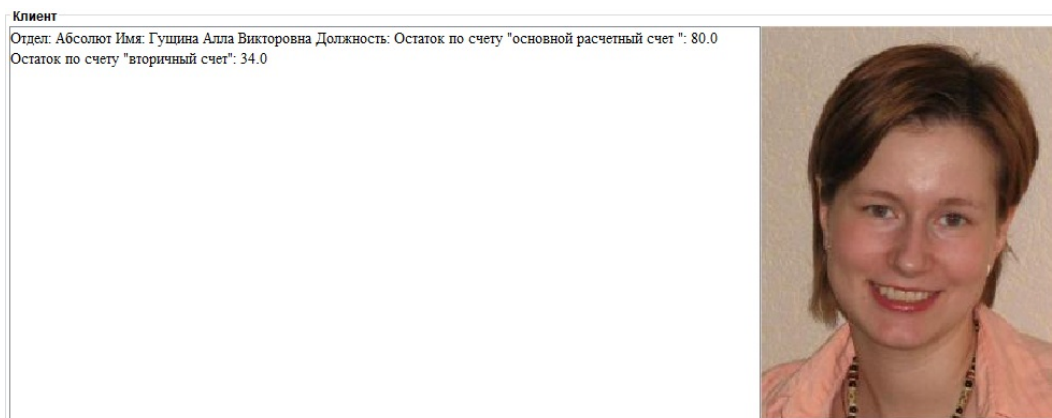 Клиент
Отдел: Абсолют Имя: Гущина Алла Викторовна Должность: Остаток по счету "основной расчетный счет ": 80.0
Остаток по счету "вторичный счет": 34.0